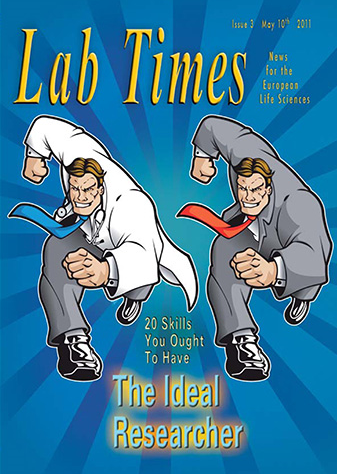 Issue 3 May 10th 2011
Lab Times
News
for the
European
Life Sciences
20 Skills
You Ought
To Have
The Ideal
Researcher